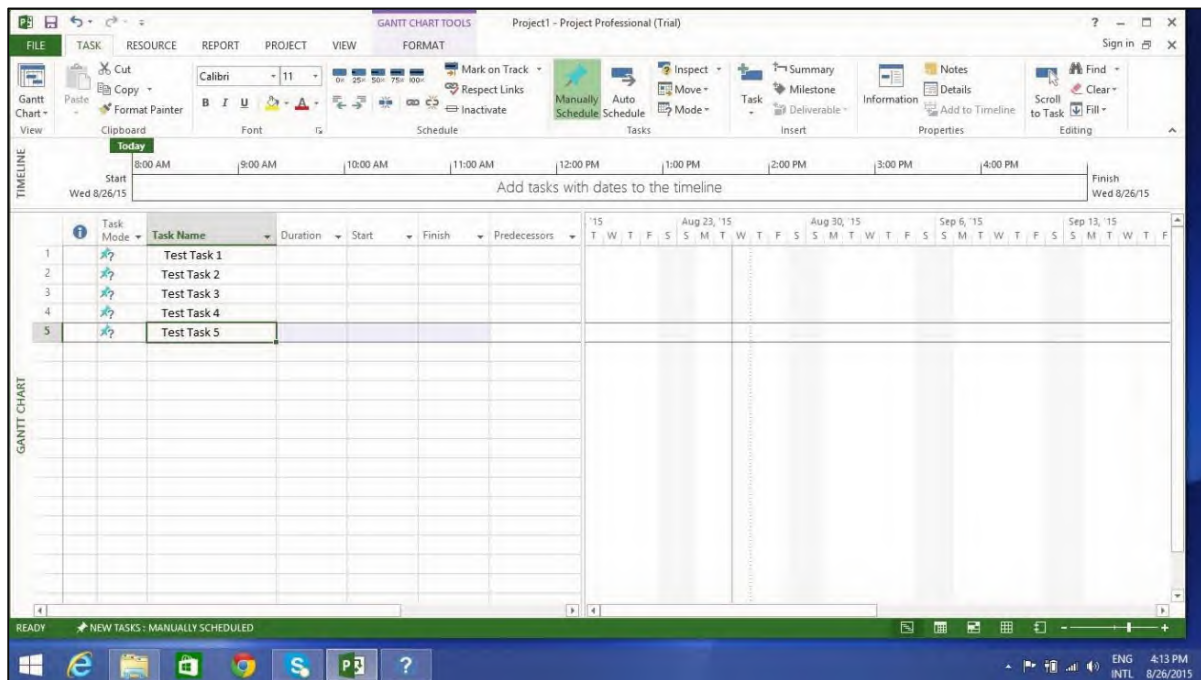 GANTT CHART TOOLS
Project1 - Project Professional (Trial)
?
FILE
TASK
RESOURCE
REPORT
PROJECT
VIEW
FORMAT
Sign in
Gantt
Chart
View
Paste
Cut
Copy
Format Painter
Clipboard
Calibri
11
B I U A
Font
0× 25× 50× 75× 100×
Mark on Track
Respect Links
Inactivate
Schedule
Manually
Schedule
Auto
Schedule
Inspect
Move
Mode
Tasks
Task
Summary
Milestone
Deliverable
Insert
Information
Notes
Details
Add to Timeline
Properties
Scroll
to Task
Find
Clear
Fill
Editing
TIMELINE
Today
8:00 AM 9:00 AM 10:00 AM 11:00 AM 12:00 PM 1:00 PM 2:00 PM 3:00 PM 4:00 PM
Start
Wed 8/26/15
Add tasks with dates to the timeline
Finish
Wed 8/26/15
Task
Mode
Task Name
Duration
Start
Finish
Predecessors
'15 Aug 23, '15 Aug 30, '15 Sep 6, '15 Sep 13, '15
T W T F S S M T W T F S S M T W T F S S M T W T F S S M T W T F
1 Test Task 1
2 Test Task 2
3 Test Task 3
4 Test Task 4
5 Test Task 5
GANTT CHART
READY
NEW TASKS : MANUALLY SCHEDULED
ENG
INTL
4:13 PM
8/26/2015